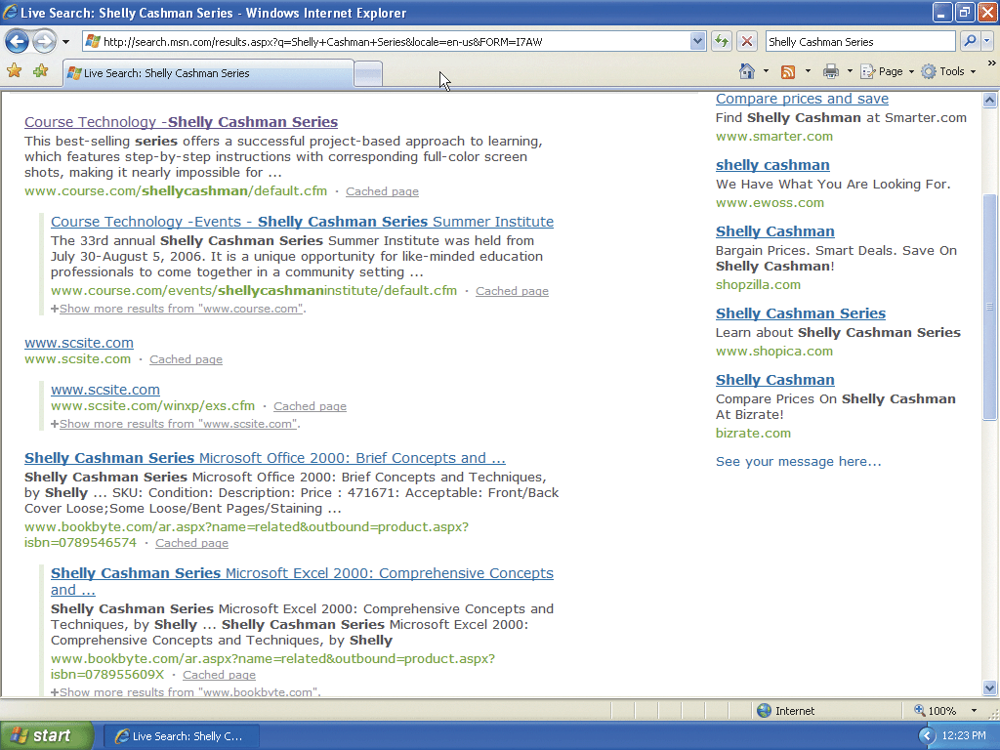 Live Search: Shelly Cashman Series - Windows Internet Explorer
http://search.msn.com/results.aspx?q=Shelly+Cashman+Series&locale=en-us&FORM=I7AW
Shelly Cashman Series
Live Search: Shelly Cashman Series
Page
Tools
»
Course Technology -Shelly Cashman Series
This best-selling series offers a successful project-based approach to learning,
which features step-by-step instructions with corresponding full-color screen
shots, making it nearly impossible for ...
www.course.com/shellycashman/default.cfm · Cached page
Course Technology -Events - Shelly Cashman Series Summer Institute
The 33rd annual Shelly Cashman Series Summer Institute was held from
July 30-August 5, 2006. It is a unique opportunity for like-minded education
professionals to come together in a community setting ...
www.course.com/events/shellycashmaninstitute/default.cfm · Cached page
+Show more results from "www.course.com".
www.scsite.com
www.scsite.com · Cached page
www.scsite.com
www.scsite.com/winxp/exs.cfm · Cached page
+Show more results from "www.scsite.com".
Shelly Cashman Series Microsoft Office 2000: Brief Concepts and ...
Shelly Cashman Series Microsoft Office 2000: Brief Concepts and Techniques,
by Shelly ... SKU: Condition: Description: Price : 471671: Acceptable: Front/Back
Cover Loose;Some Loose/Bent Pages/Staining ...
www.bookbyte.com/ar.aspx?name=related&outbound=product.aspx?
isbn=0789546574 · Cached page
Shelly Cashman Series Microsoft Excel 2000: Comprehensive Concepts
and ...
Shelly Cashman Series Microsoft Excel 2000: Comprehensive Concepts and
Techniques, by Shelly ... Shelly Cashman Series Microsoft Excel 2000:
Comprehensive Concepts and Techniques, by Shelly
www.bookbyte.com/ar.aspx?name=related&outbound=product.aspx?
isbn=078955609X · Cached page
+Show more results from "www.bookbyte.com".
Compare prices and save
Find Shelly Cashman at Smarter.com
www.smarter.com
shelly cashman
We Have What You Are Looking For.
www.ewoss.com
Shelly Cashman
Bargain Prices. Smart Deals. Save On
Shelly Cashman!
shopzilla.com
Shelly Cashman Series
Learn about Shelly Cashman Series
www.shopica.com
Shelly Cashman
Compare Prices On Shelly Cashman
At Bizrate!
bizrate.com
See your message here...
Internet
100%
start
Live Search: Shelly C...
12:23 PM